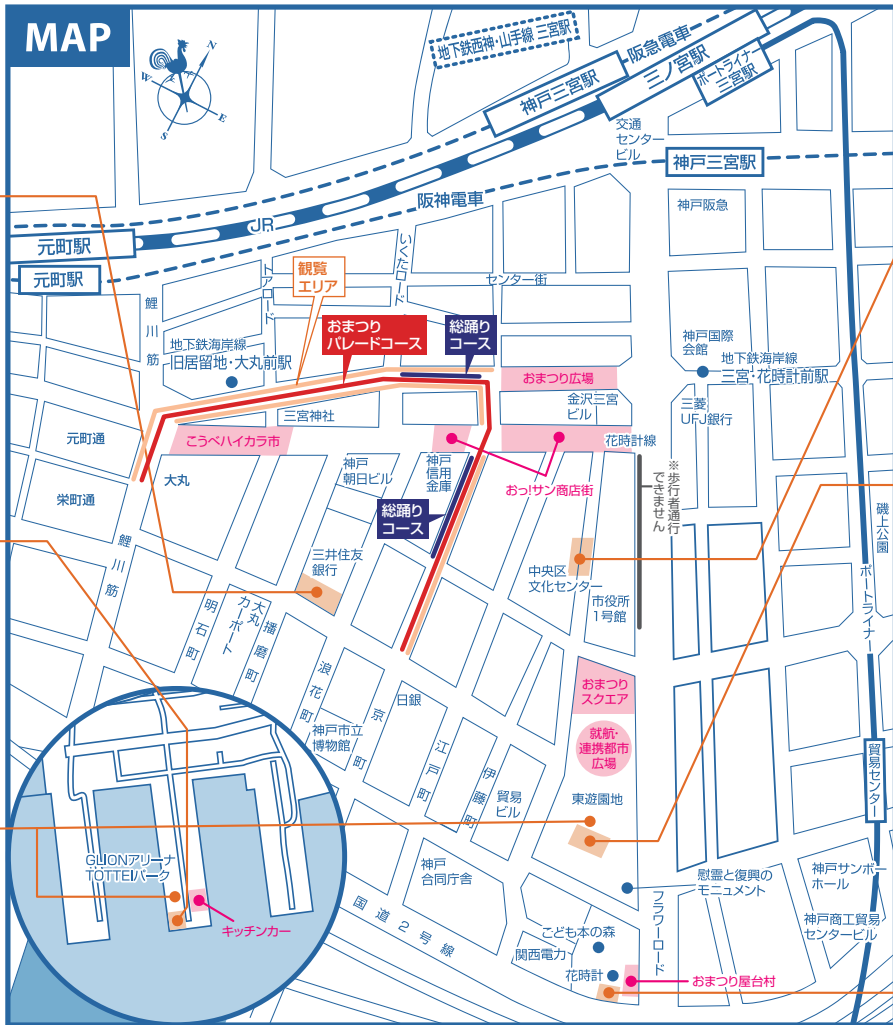 MAP
N
W
E
S
地下鉄西神・山手線 三宮駅
阪急電車
神戸三宮駅
三ノ宮駅
ポートライナー
三宮駅
交通
センター
ビル
神戸三宮駅
阪神電車
JR
元町駅
元町駅
神戸阪急
鯉川筋
トアロード
観覧
エリア
いくたロード
センター街
おまつり
パレードコース
総踊り
コース
地下鉄海岸線
旧居留地・大丸前駅
神戸国際
会館
地下鉄海岸線
三宮・花時計前駅
おまつり広場
金沢三宮
ビル
三菱
UFJ銀行
三宮神社
元町通
こうべハイカラ市
花時計線
大丸
神戸
朝日ビル
神戸
信用
金庫
おっ!サン商店街
※歩行者通行
できません
栄町通
総踊り
コース
磯上公園
鯉川筋
三井住友
銀行
中央区
文化センター
市役所
1号館
ポートライナー
明石町
大丸
カーポート
播磨町
浪花町
京町
日銀
おまつり
スクエア
神戸市立
博物館
江戸町
就航・
連携都市
広場
貿易センター
伊藤町
貿易
ビル
東遊園地
GLIONアリーナ
TOTTEIパーク
神戸
合同庁舎
慰霊と復興の
モニュメント
神戸サンボー
ホール
キッチンカー
国道2号線
フラワーロード
神戸商工貿易
センタービル
こども本の森
関西電力
花時計
おまつり屋台村